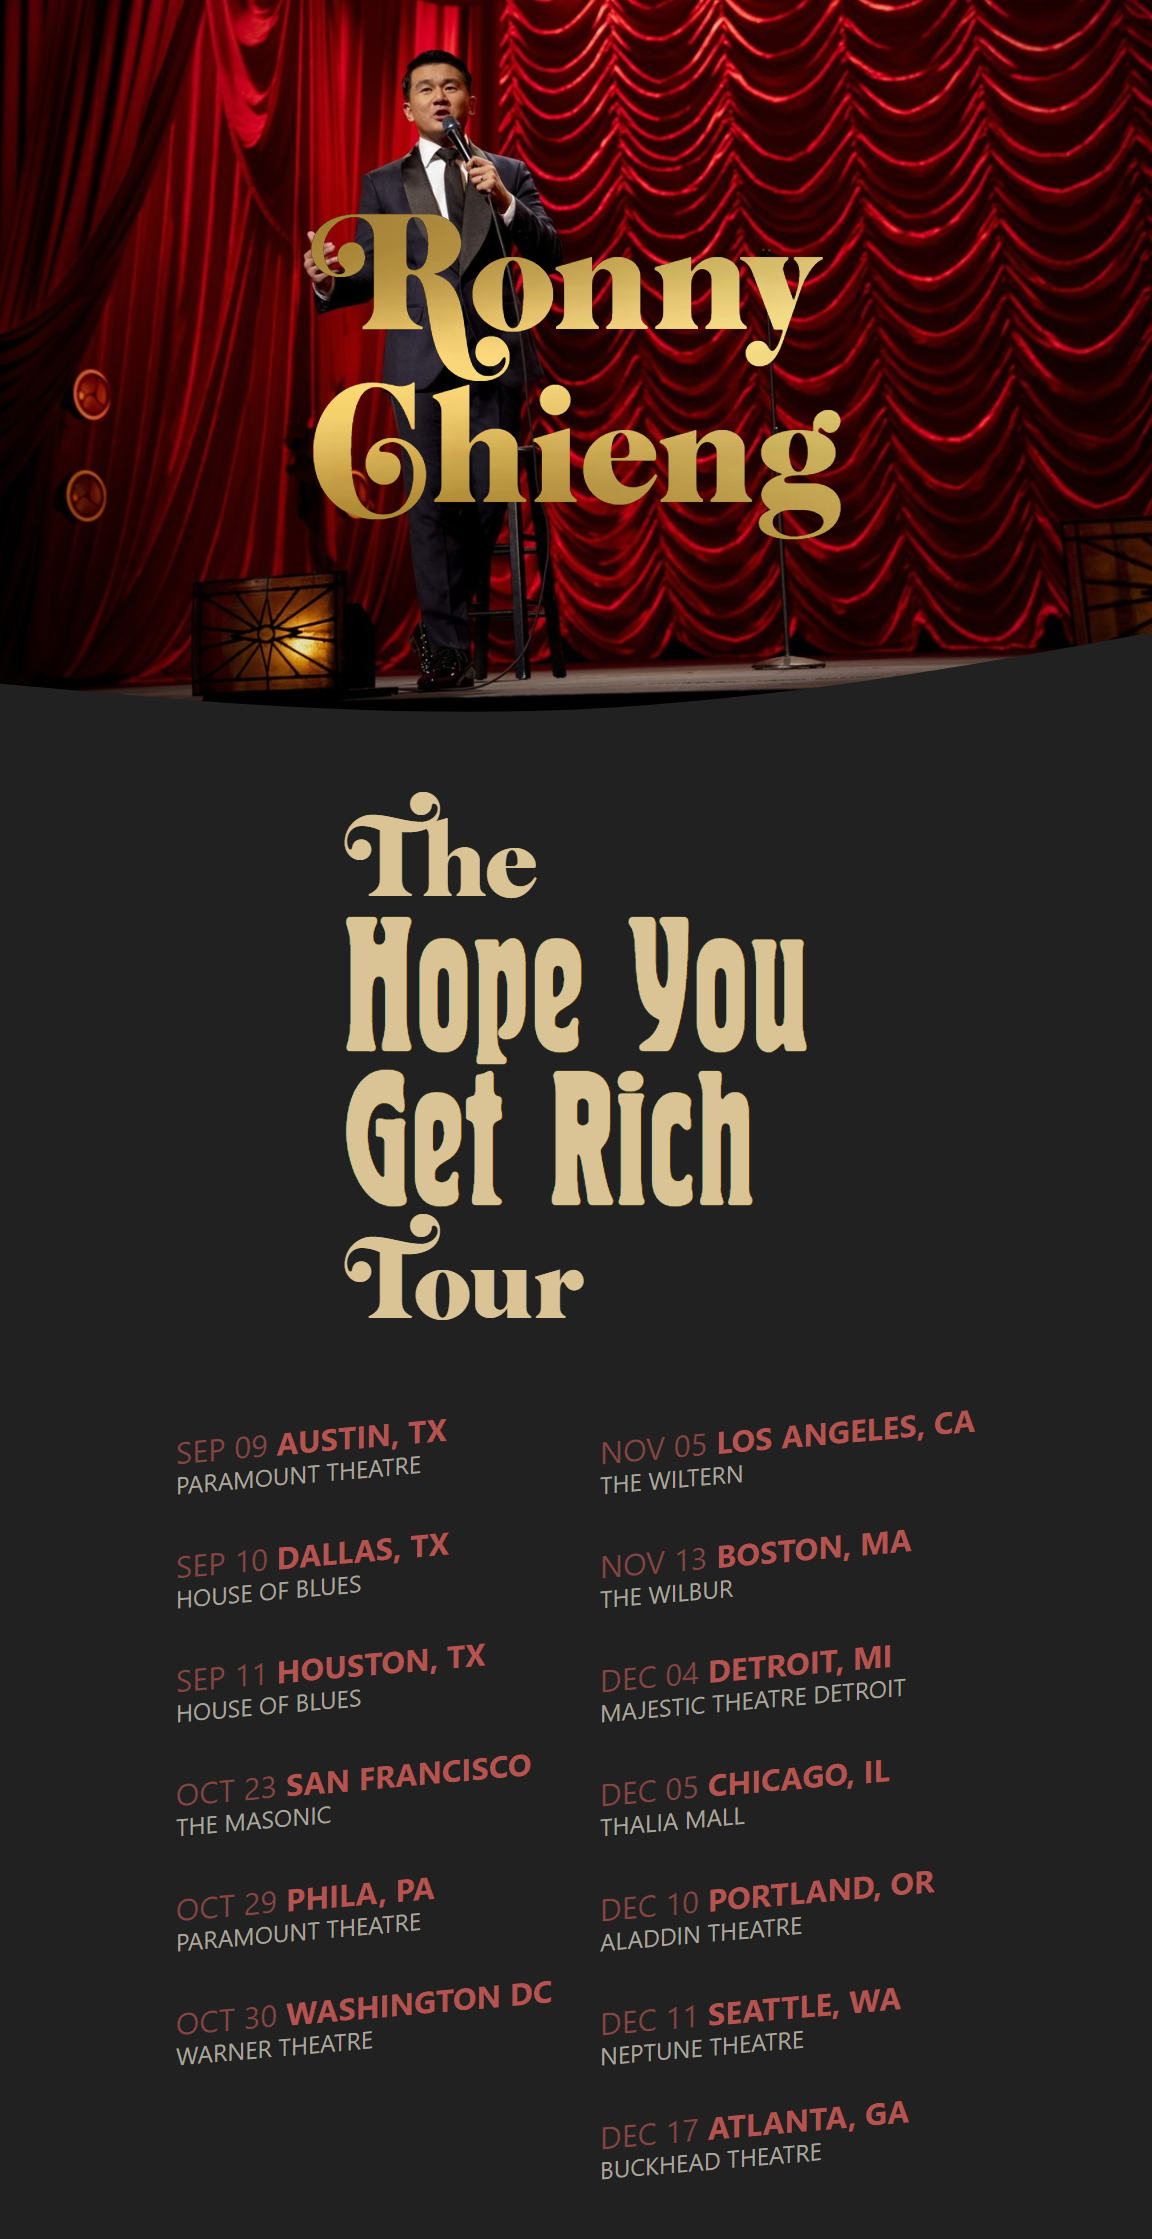 Ronny
Chieng
The
Hope You
Get Rich
Tour
SEP 09 AUSTIN, TX
PARAMOUNT THEATRE
SEP 10 DALLAS, TX
HOUSE OF BLUES
SEP 11 HOUSTON, TX
HOUSE OF BLUES
OCT 23 SAN FRANCISCO
THE MASONIC
OCT 29 PHILA, PA
PARAMOUNT THEATRE
OCT 30 WASHINGTON DC
WARNER THEATRE
NOV 05 LOS ANGELES, CA
THE WILTERN
NOV 13 BOSTON, MA
THE WILBUR
DEC 04 DETROIT, MI
MAJESTIC THEATRE DETROIT
DEC 05 CHICAGO, IL
THALIA MALL
DEC 10 PORTLAND, OR
ALADDIN THEATRE
DEC 11 SEATTLE, WA
NEPTUNE THEATRE
DEC 17 ATLANTA, GA
BUCKHEAD THEATRE